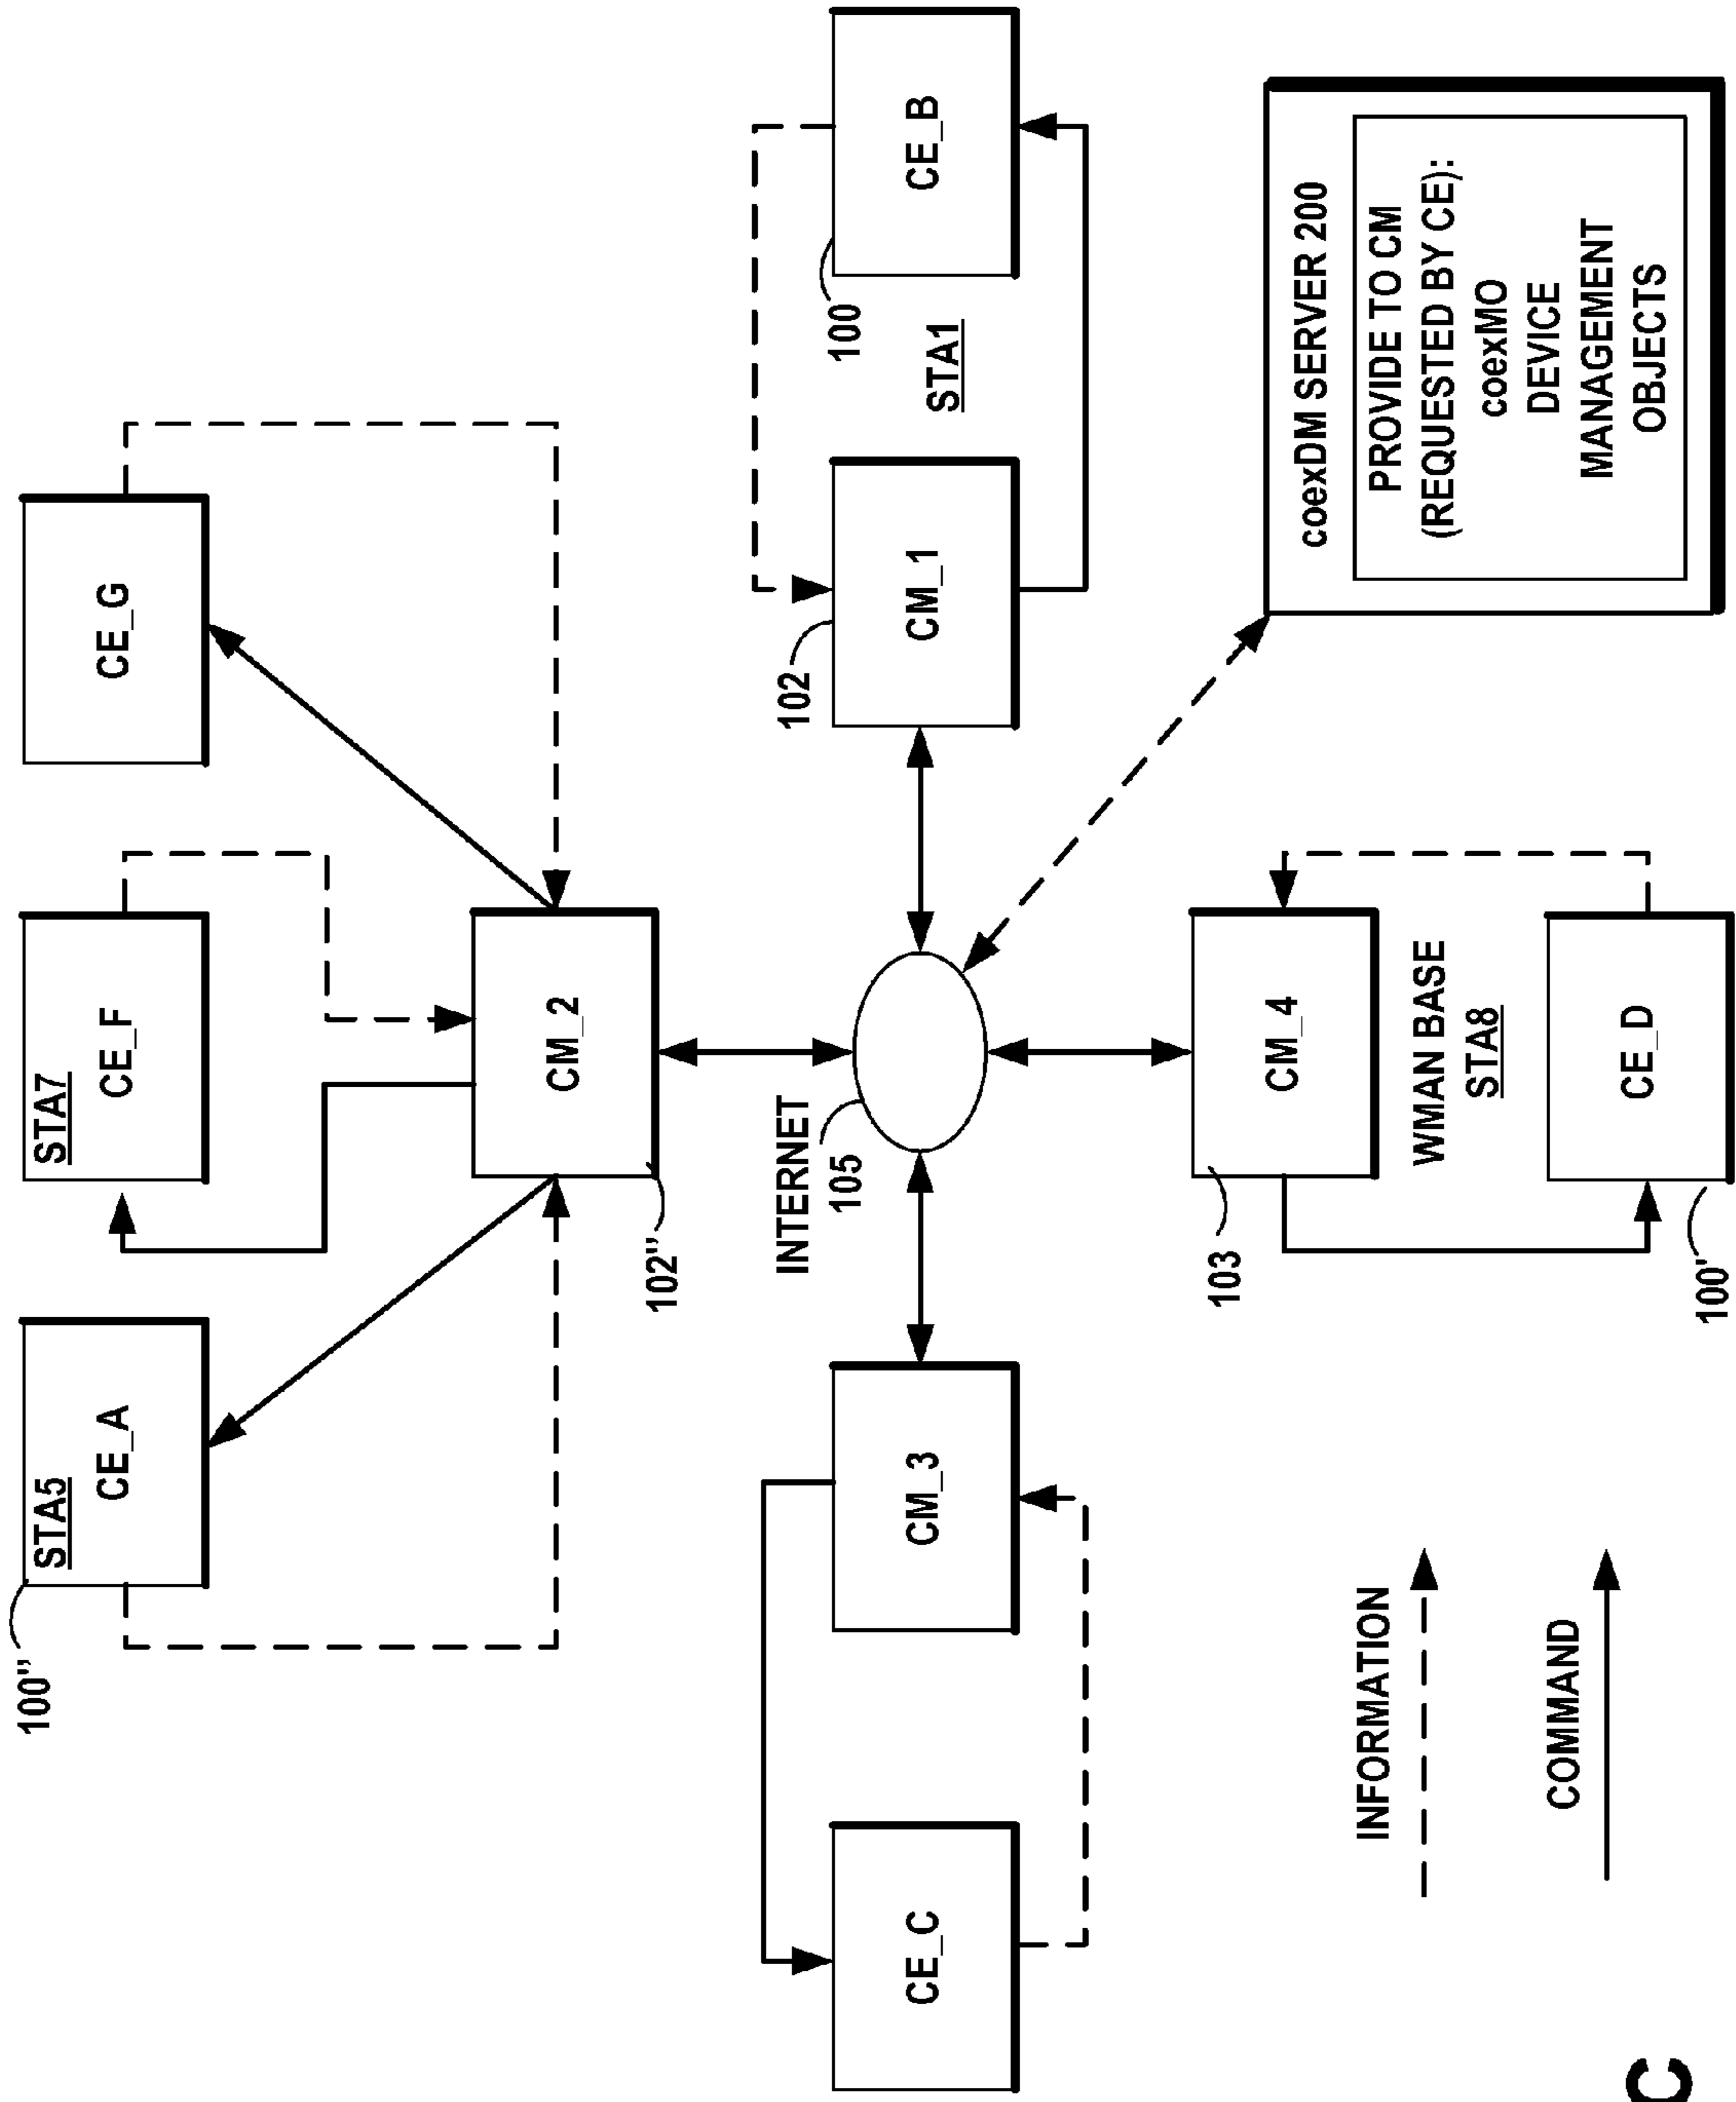 100"
STA5
CE_A
STA7
CE_F
CE_G
CM_2
102"
INTERNET
105
CE_C
CM_3
102
CM_1
STA1
100
CE_B
103
CM_4
WMAN BASE
STA8
CE_D
100'
coexDM SERVER 200
PROVIDE TO CM
(REQUESTED BY CE):
coexMO
DEVICE
MANAGEMENT
OBJECTS
INFORMATION
COMMAND
C